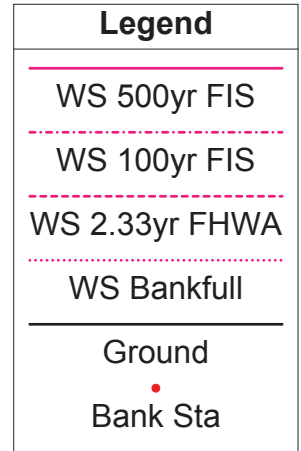 Legend
WS 500yr FIS
WS 100yr FIS
WS 2.33yr FHWA
WS Bankfull
Ground
Bank Sta